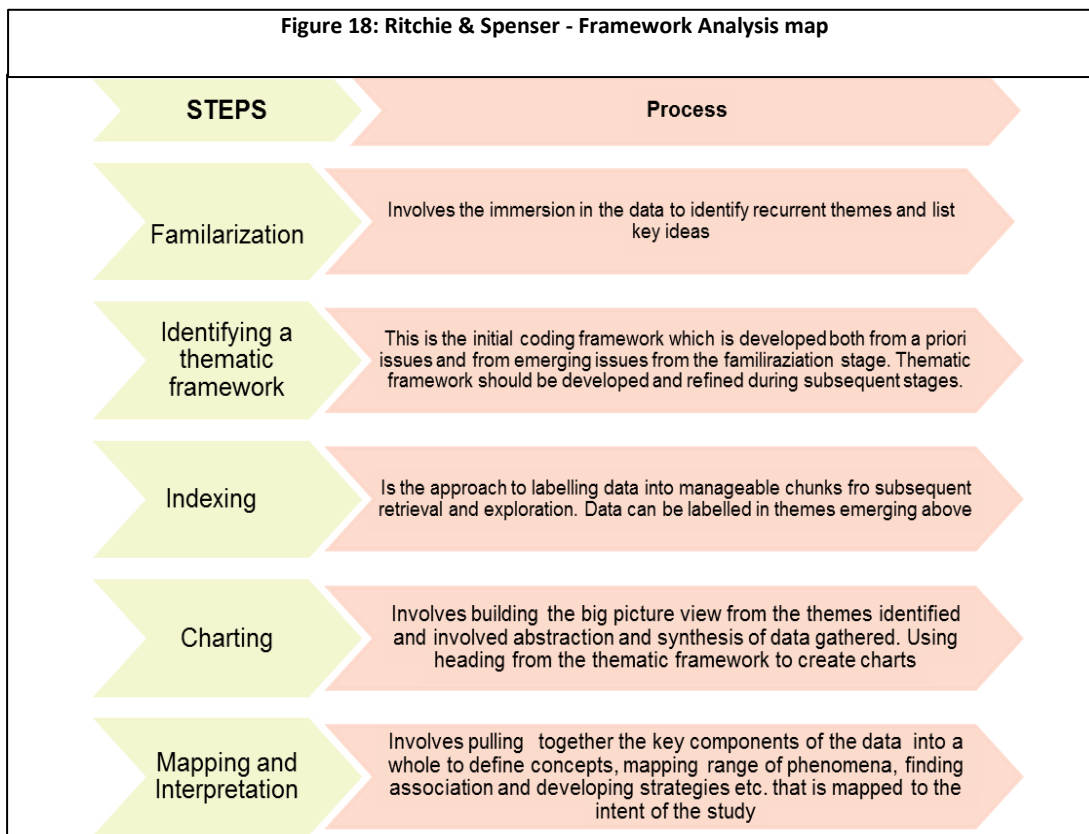 Figure 18: Ritchie & Spenser - Framework Analysis map
STEPS
Process
Familarization
Involves the immersion in the data to identify recurrent themes and list
key ideas
Identifying a
thematic
framework
This is the initial coding framework which is developed both from a priori
issues and from emerging issues from the familiraziation stage. Thematic
framework should be developed and refined during subsequent stages.
Indexing
Is the approach to labelling data into manageable chunks fro subsequent
retrieval and exploration. Data can be labelled in themes emerging above
Charting
Involves building the big picture view from the themes identified
and involved abstraction and synthesis of data gathered. Using
heading from the thematic framework to create charts
Mapping and
Interpretation
Involves pulling together the key components of the data into a
whole to define concepts, mapping range of phenomena, finding
association and developing strategies etc. that is mapped to the
intent of the study